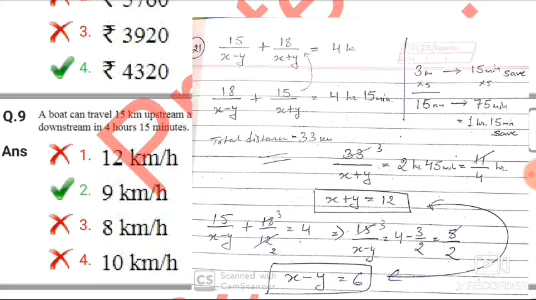 3. ₹ 3920
4. ₹ 4320
Q.9 A boat can travel 15 km upstream a
downstream in 4 hours 15 minutes.
Ans 1. 12 km/h
2. 9 km/h
3. 8 km/h
4. 10 km/h
21) 15/(x-y) + 18/(x+y) = 4 hr.
18/(x-y) + 15/(x+y) = 4 hr 15 min.
Total distance = 33 km
33/(x+y) = 2 hr. 45 min = 11/4 hr
x+y = 12
15/(x-y) + 18/12 = 4 ⇒ 15/(x-y) = 4 - 3/2 = 5/2
x-y = 6
3km → 15 min save
x5 x5
15 km → 75 min
= 1 hr. 15 min
save
CS Scanned with
CamScanner